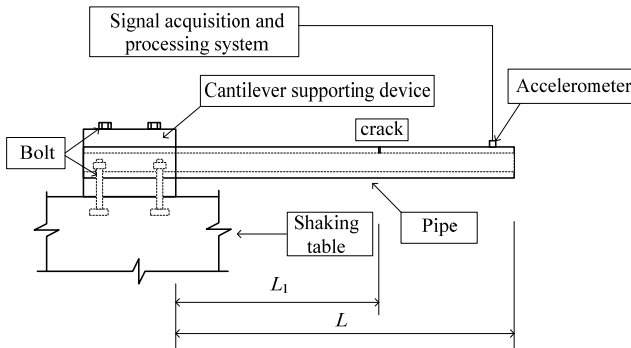 Signal acquisition and
processing system
Cantilever supporting device
Accelerometer
crack
Bolt
Shaking
table
Pipe
L1
L